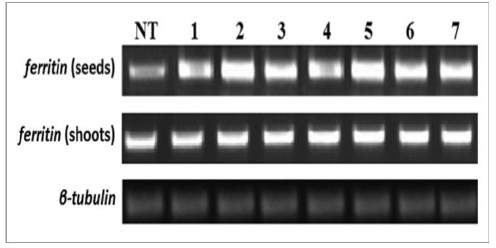 NT 1 2 3 4 5 6 7
ferritin (seeds)
ferritin (shoots)
β-tubulin